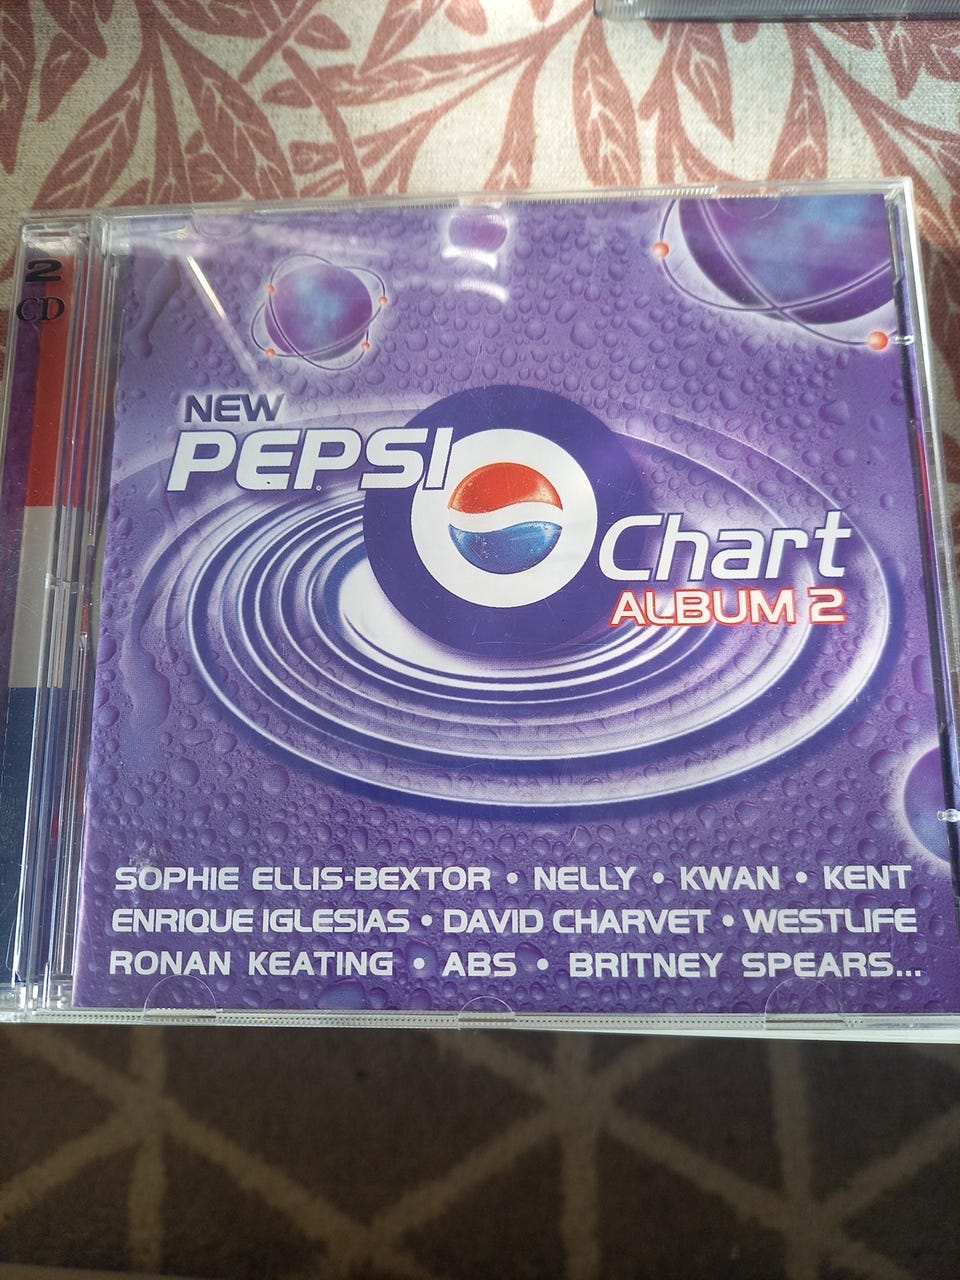 2
CD
NEW
PEPSI
Chart
ALBUM 2
SOPHIE ELLIS-BEXTOR • NELLY • KWAN • KENT
ENRIQUE IGLESIAS • DAVID CHARVET • WESTLIFE
RONAN KEATING • ABS • BRITNEY SPEARS...